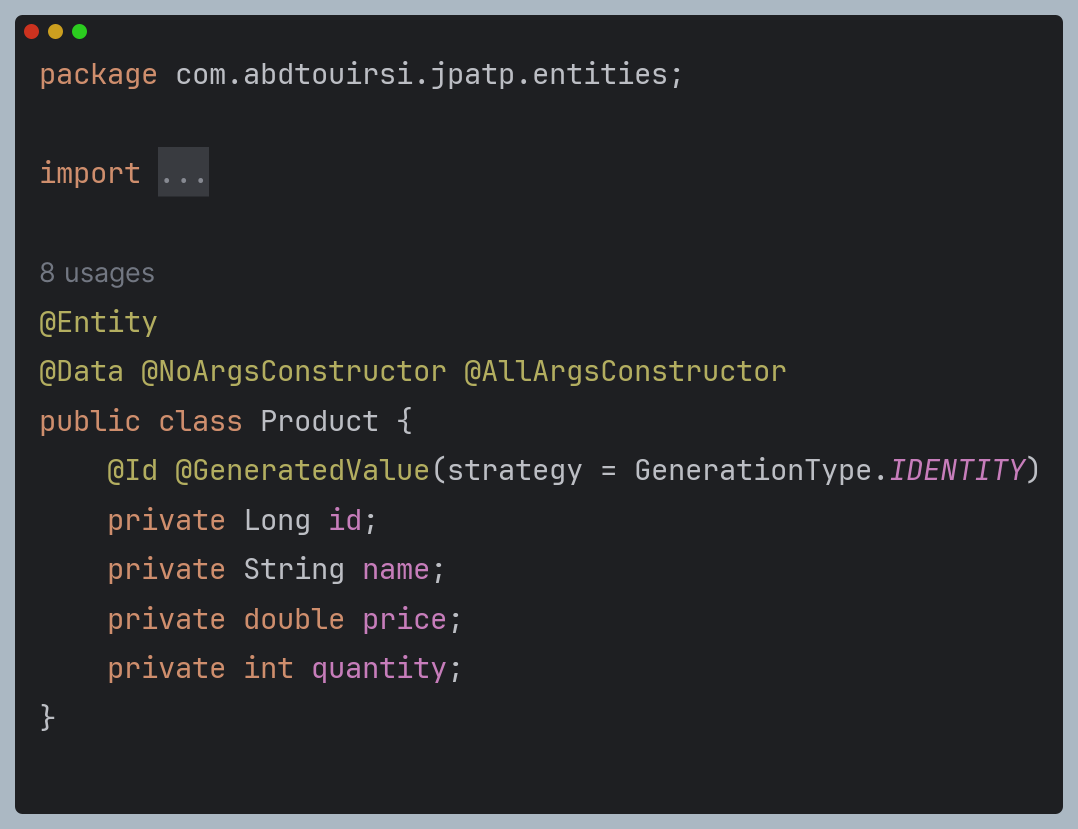 package com.abdtouirsi.jpatp.entities;
import ...
8 usages
@Entity
@Data @NoArgsConstructor @AllArgsConstructor
public class Product {
    @Id @GeneratedValue(strategy = GenerationType.IDENTITY)
    private Long id;
    private String name;
    private double price;
    private int quantity;
}